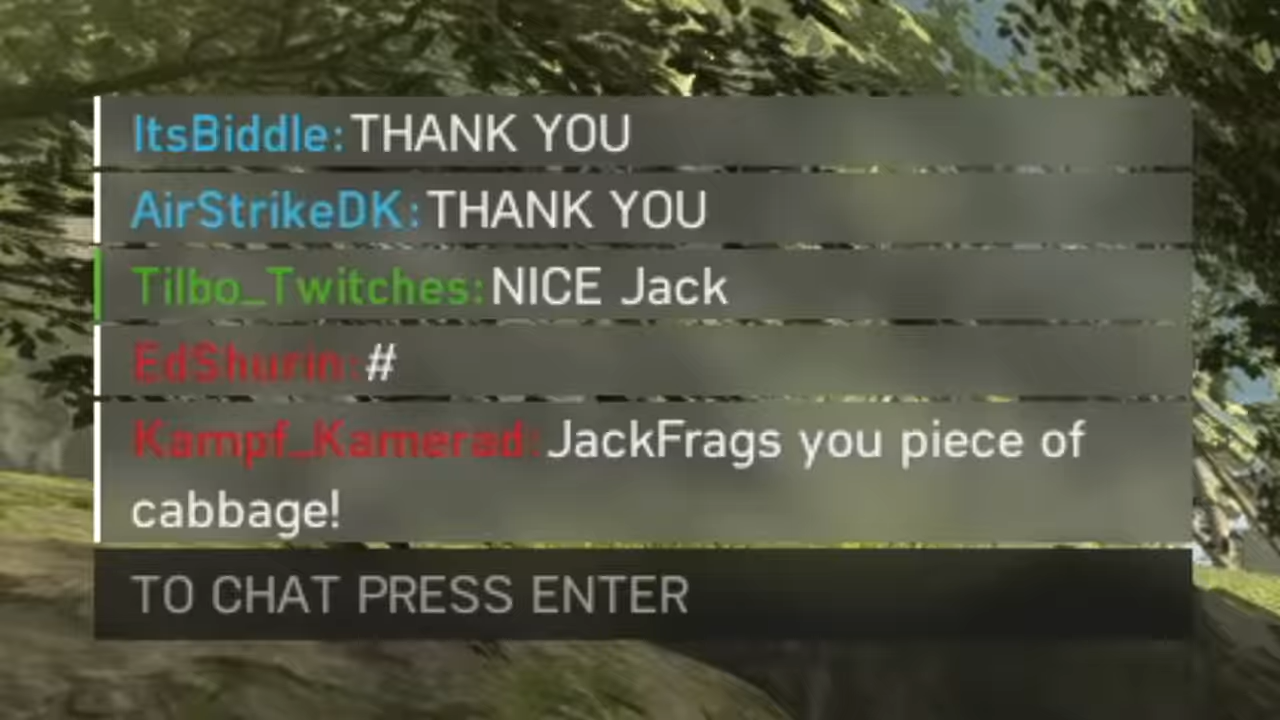 ItsBiddle: THANK YOU
AirStrikeDK: THANK YOU
Tilbo_Twitches: NICE Jack
EdShurin: #
Kampf_Kamerad: JackFrags you piece of
cabbage!
TO CHAT PRESS ENTER